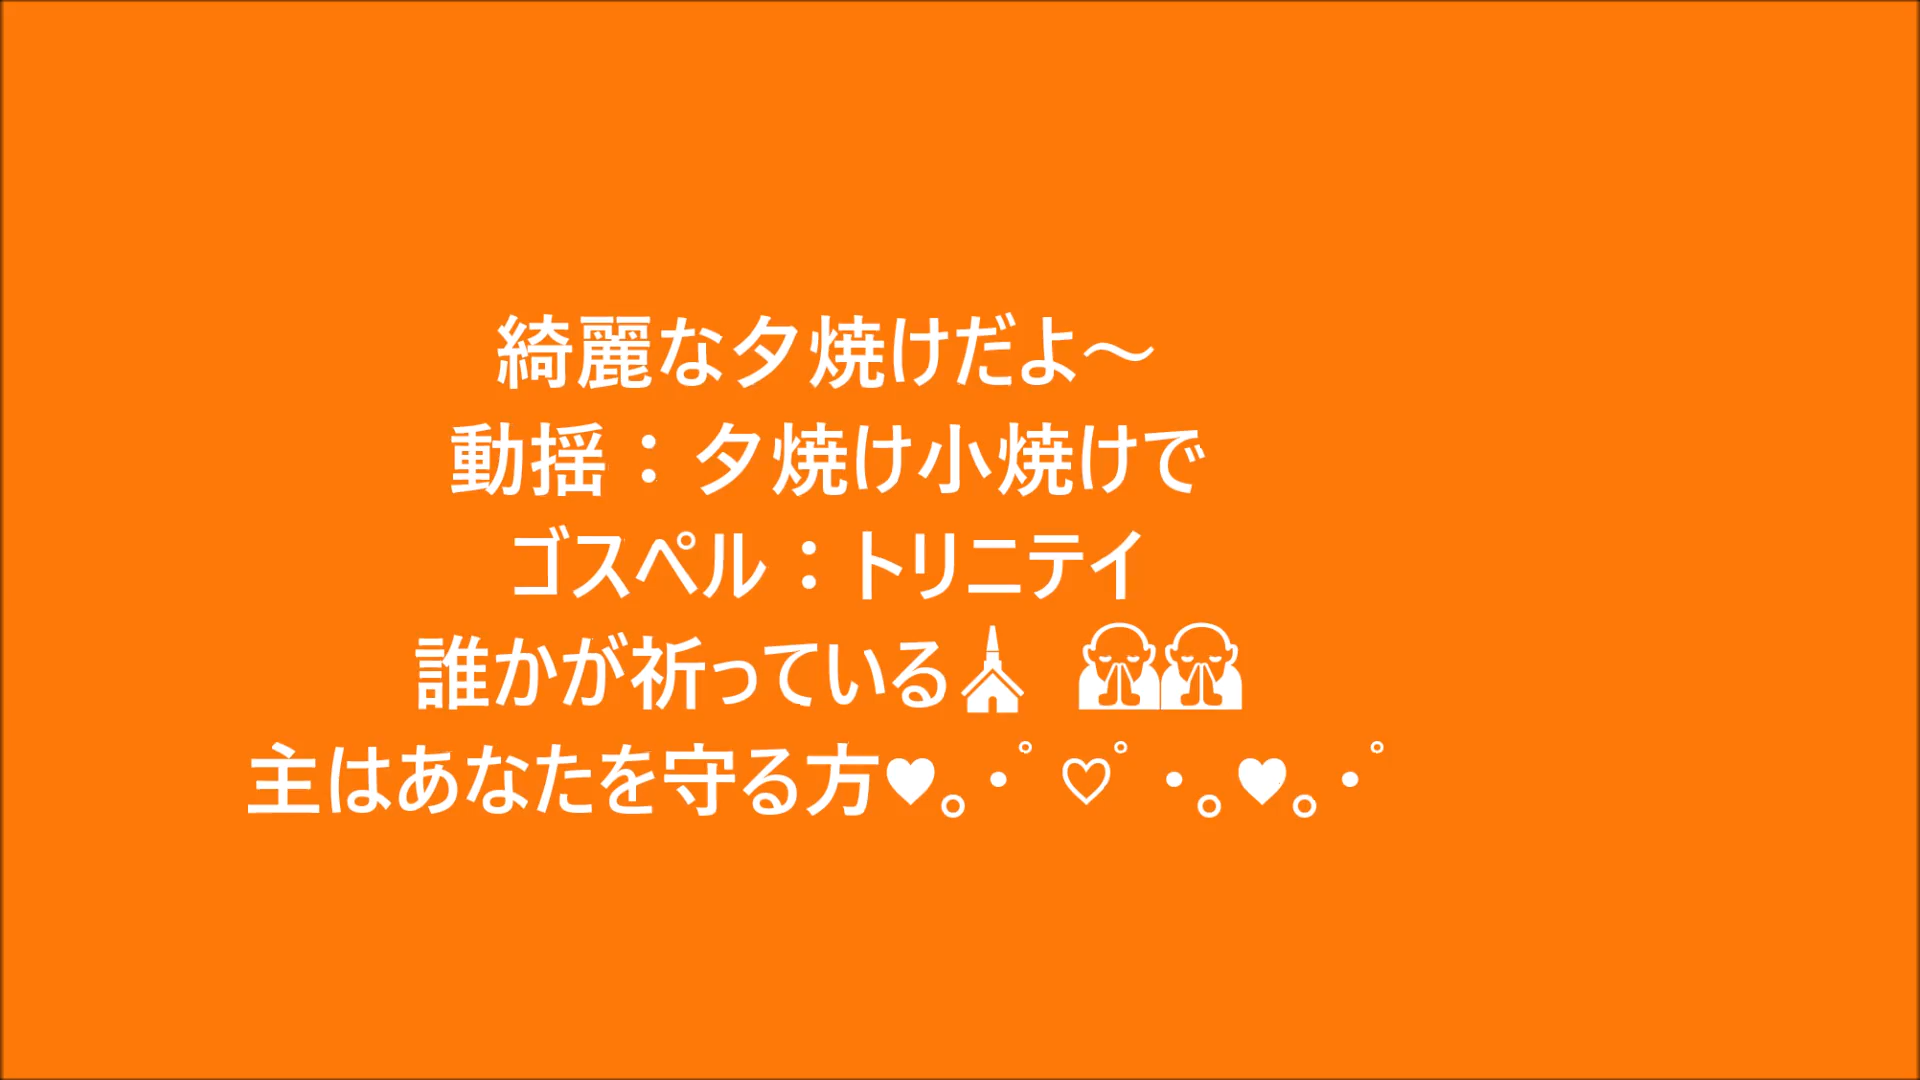 綺麗な夕焼けだよ～
動揺：夕焼け小焼けで
ゴスペル：トリニテイ
誰かが祈っている⛪ 🙏🙏
主はあなたを守る方♥。・゚♡゚・。♥。・゚